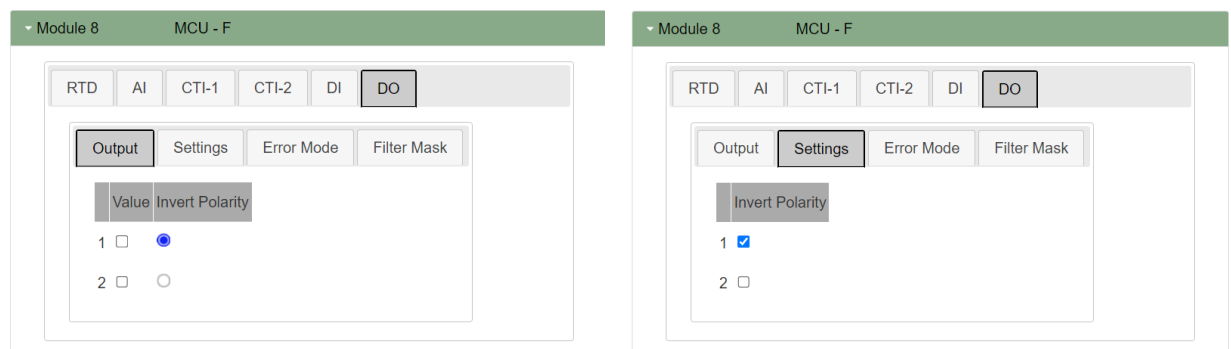 Module 8 MCU - F
RTD AI CTI-1 CTI-2 DI DO
Output Settings Error Mode Filter Mask
Value Invert Polarity
1
2
Module 8 MCU - F
RTD AI CTI-1 CTI-2 DI DO
Output Settings Error Mode Filter Mask
Invert Polarity
1
2